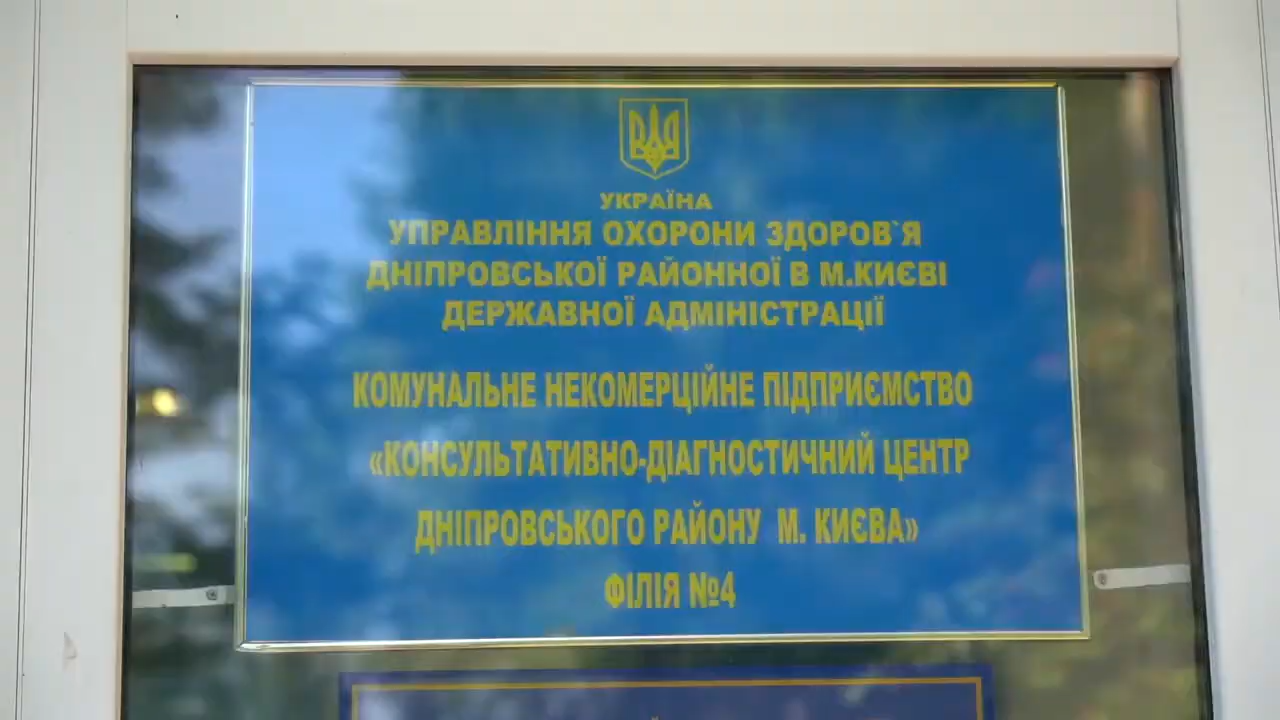 УКРАЇНА
УПРАВЛІННЯ ОХОРОНИ ЗДОРОВ`Я
ДНІПРОВСЬКОЇ РАЙОННОЇ В М.КИЄВІ
ДЕРЖАВНОЇ АДМІНІСТРАЦІЇ
КОМУНАЛЬНЕ НЕКОМЕРЦІЙНЕ ПІДПРИЄМСТВО
«КОНСУЛЬТАТИВНО-ДІАГНОСТИЧНИЙ ЦЕНТР
ДНІПРОВСЬКОГО РАЙОНУ М. КИЄВА»
ФІЛІЯ №4